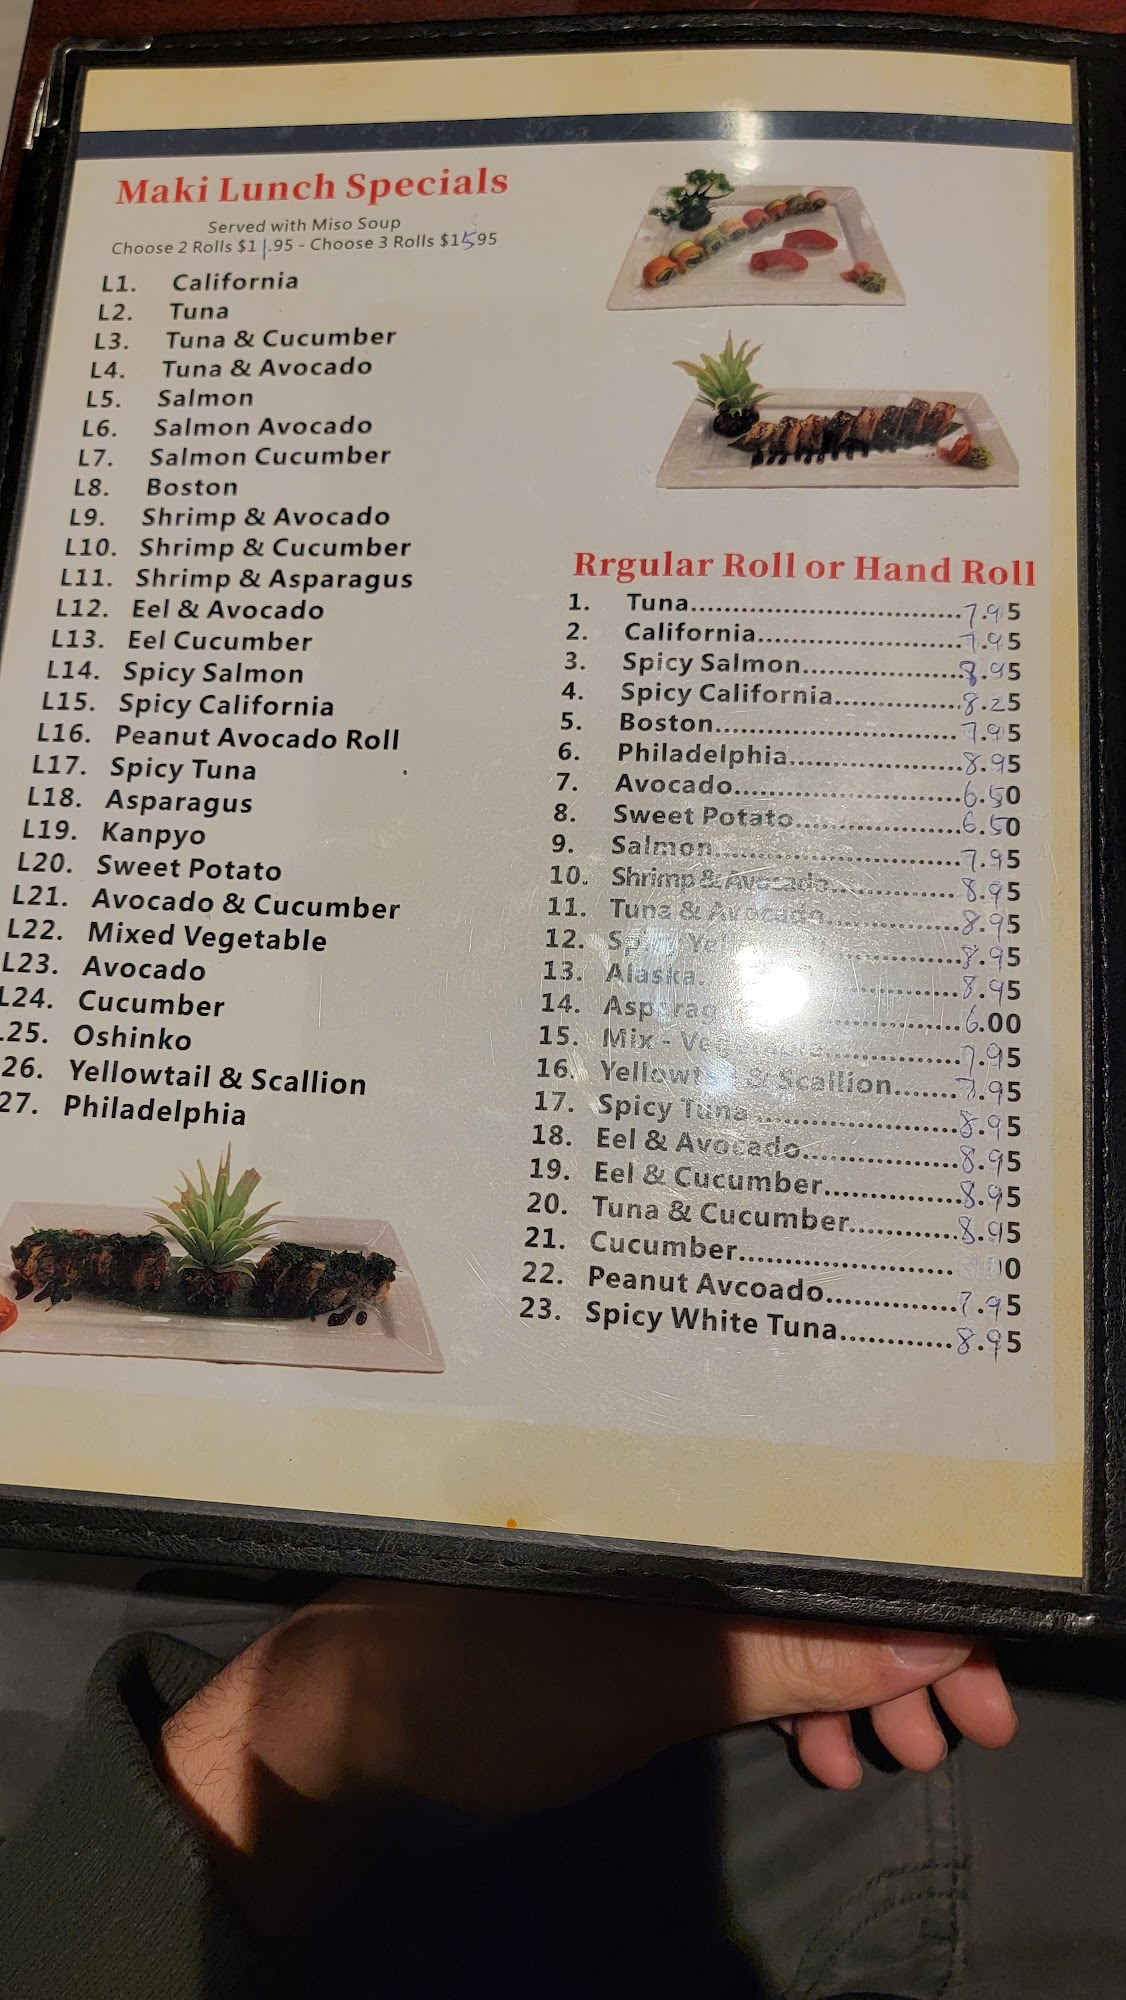 Maki Lunch Specials
Served with Miso Soup
Choose 2 Rolls $11.95 - Choose 3 Rolls $15.95
L1. California
L2. Tuna
L3. Tuna & Cucumber
L4. Tuna & Avocado
L5. Salmon
L6. Salmon Avocado
L7. Salmon Cucumber
L8. Boston
L9. Shrimp & Avocado
L10. Shrimp & Cucumber
L11. Shrimp & Asparagus
L12. Eel & Avocado
L13. Eel Cucumber
L14. Spicy Salmon
L15. Spicy California
L16. Peanut Avocado Roll
L17. Spicy Tuna
L18. Asparagus
L19. Kanpyo
L20. Sweet Potato
L21. Avocado & Cucumber
L22. Mixed Vegetable
L23. Avocado
L24. Cucumber
.25. Oshinko
26. Yellowtail & Scallion
27. Philadelphia
Rrgular Roll or Hand Roll
1. Tuna 7.95
2. California 7.95
3. Spicy Salmon 8.95
4. Spicy California 8.25
5. Boston 7.95
6. Philadelphia 8.95
7. Avocado 6.50
8. Sweet Potato 6.50
9. Salmon 7.95
10. Shrimp & Avocado 8.95
11. Tuna & Avocado 8.95
12. 8.95
13. Alaska 8.95
14. 6.00
15. Mix - 7.95
16. Yellowtail & Scallion 7.95
17. Spicy Tuna 8.95
18. Eel & Avocado 8.95
19. Eel & Cucumber 8.95
20. Tuna & Cucumber 8.95
21. Cucumber
22. Peanut Avcoado 7.95
23. Spicy White Tuna 8.95